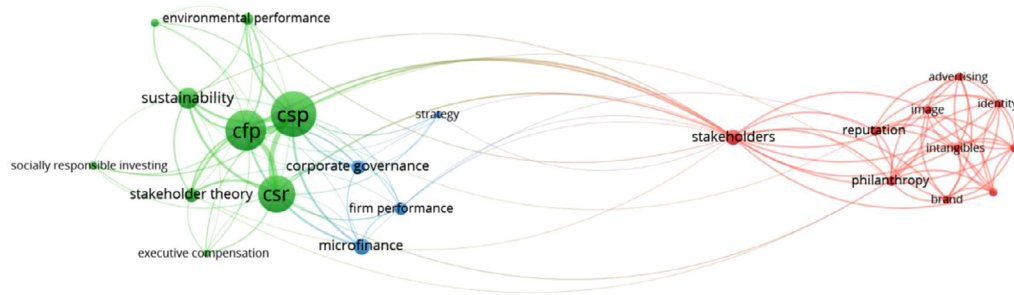 environmental performance
sustainability
csp
cfp
socially responsible investing
stakeholder theory
csr
executive compensation
strategy
corporate governance
firm performance
microfinance
stakeholders
advertising
image
identity
reputation
intangibles
philanthropy
brand